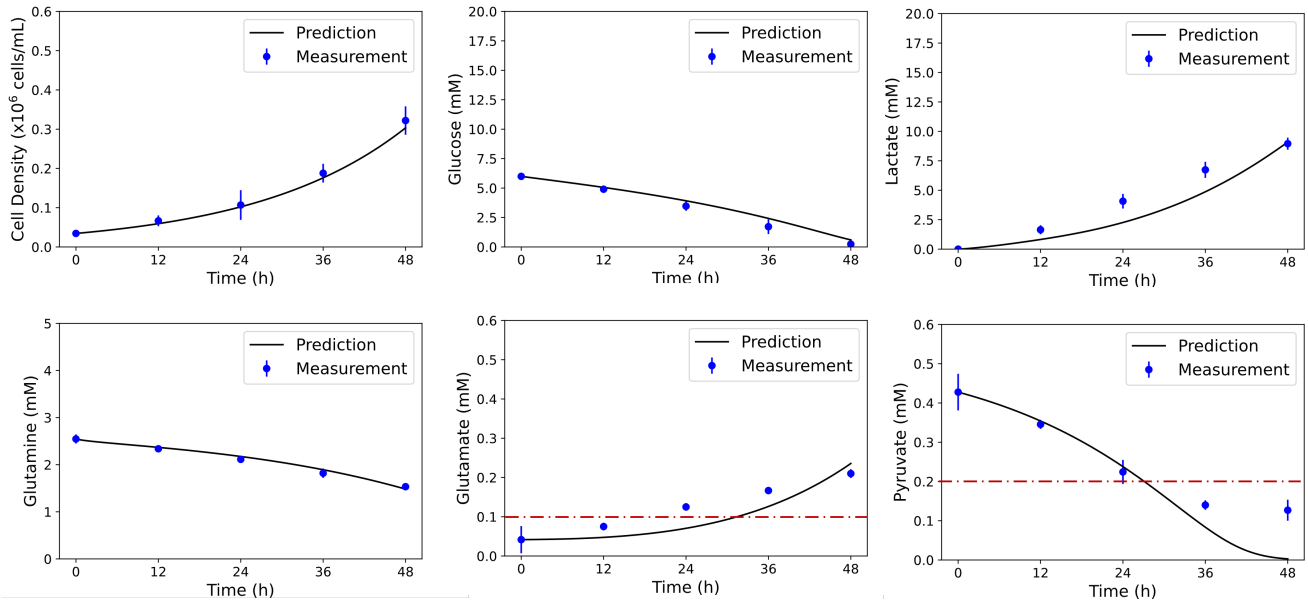 Cell Density (x10⁶ cells/mL)
0.6
0.5
0.4
0.3
0.2
0.1
0.0
Prediction
Measurement
0 12 24 36 48
Time (h)
Glucose (mM)
20.0
17.5
15.0
12.5
10.0
7.5
5.0
2.5
0.0
Prediction
Measurement
0 12 24 36 48
Time (h)
Lactate (mM)
20.0
17.5
15.0
12.5
10.0
7.5
5.0
2.5
0.0
Prediction
Measurement
0 12 24 36 48
Time (h)
Glutamine (mM)
5
4
3
2
1
0
Prediction
Measurement
0 12 24 36 48
Time (h)
Glutamate (mM)
0.6
0.5
0.4
0.3
0.2
0.1
0.0
Prediction
Measurement
0 12 24 36 48
Time (h)
Pyruvate (mM)
0.6
0.5
0.4
0.3
0.2
0.1
0.0
Prediction
Measurement
0 12 24 36 48
Time (h)